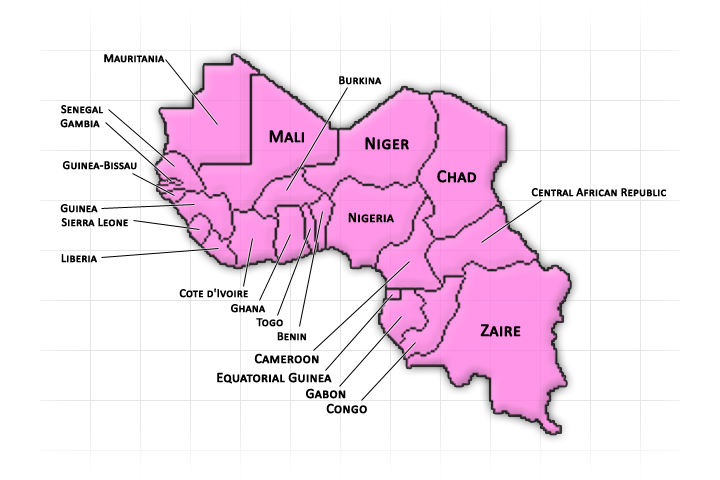 Mauritania
Burkina
Senegal
Gambia
Mali
Niger
Guinea-Bissau
Chad
Central African Republic
Guinea
Nigeria
Sierra Leone
Liberia
Cote d'Ivoire
Ghana
Togo
Zaire
Benin
Cameroon
Equatorial Guinea
Gabon
Congo